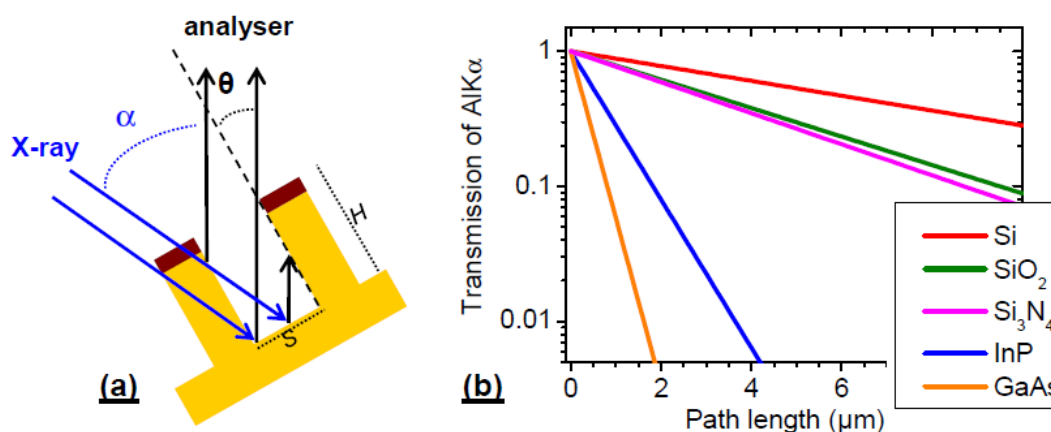 analyser
θ
α
X-ray
H
S
(a)
(b)
Transmission of AlKα
1
0.1
0.01
0 2 4 6
Path length (µm)
Si
SiO₂
Si₃N₄
InP
GaAs